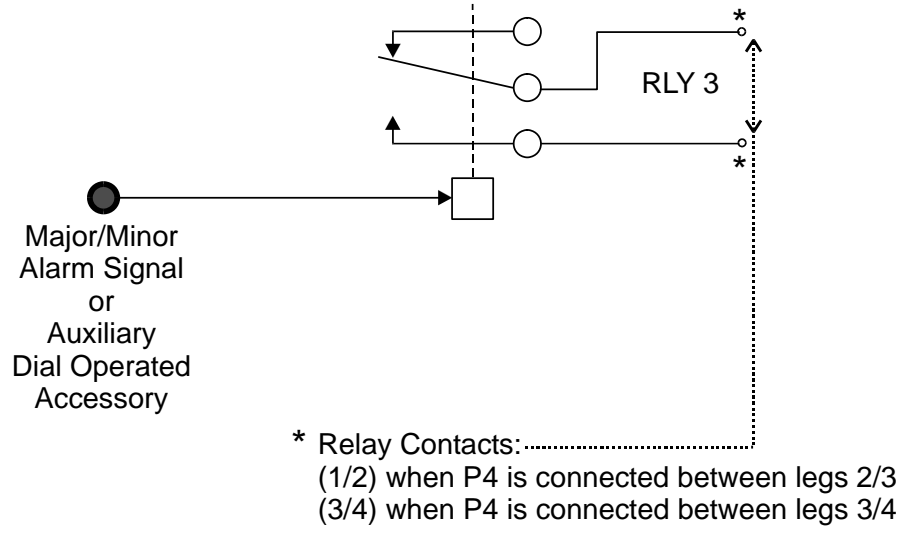 *
RLY 3
*
Major/Minor
Alarm Signal
or
Auxiliary
Dial Operated
Accessory
* Relay Contacts:
(1/2) when P4 is connected between legs 2/3
(3/4) when P4 is connected between legs 3/4